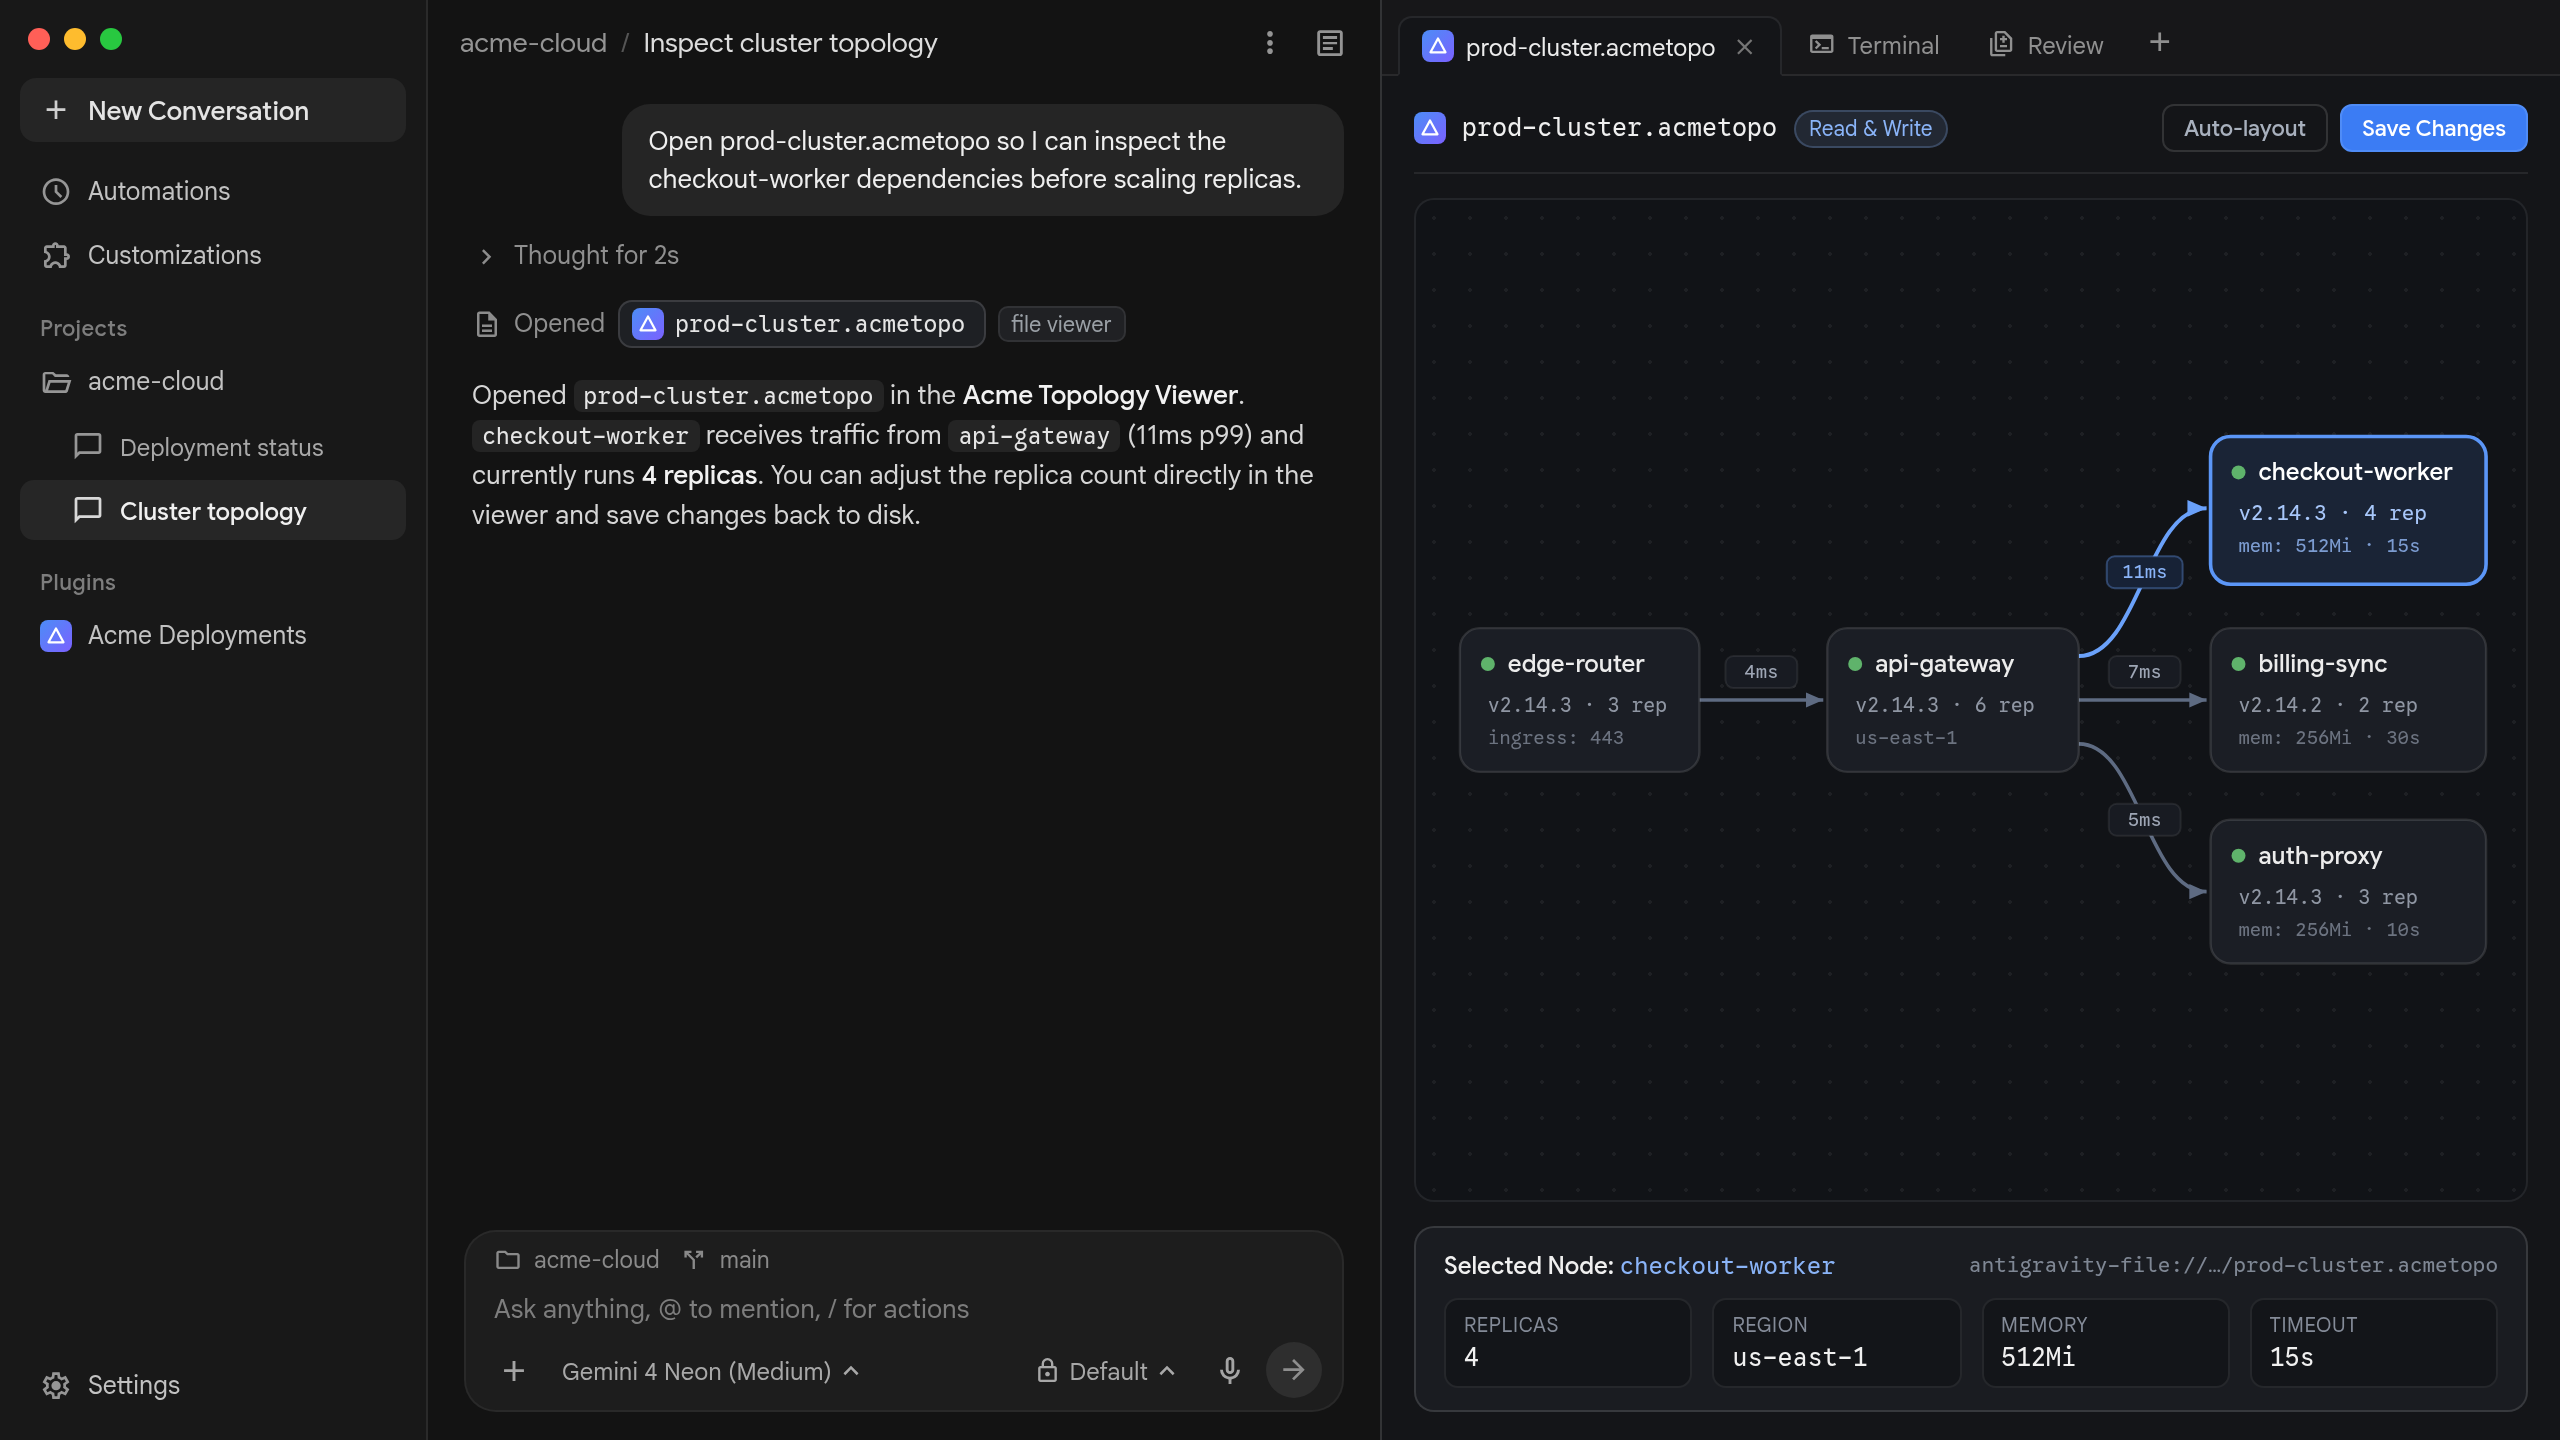 New Conversation
Automations
Customizations
Projects
acme-cloud
Deployment status
Cluster topology
Plugins
Acme Deployments
Settings
acme-cloud / Inspect cluster topology
Open prod-cluster.acmetopo so I can inspect the
checkout-worker dependencies before scaling replicas.
Thought for 2s
Opened prod-cluster.acmetopo file viewer
Opened prod-cluster.acmetopo in the Acme Topology Viewer.
checkout-worker receives traffic from api-gateway (11ms p99) and
currently runs 4 replicas. You can adjust the replica count directly in the
viewer and save changes back to disk.
acme-cloud main
Ask anything, @ to mention, / for actions
Gemini 4 Neon (Medium) Default
prod-cluster.acmetopo Terminal Review
prod-cluster.acmetopo Read & Write Auto-layout Save Changes
checkout-worker
v2.14.3 · 4 rep
mem: 512Mi · 15s
11ms
edge-router
v2.14.3 · 3 rep
ingress: 443
4ms
api-gateway
v2.14.3 · 6 rep
us-east-1
7ms
billing-sync
v2.14.2 · 2 rep
mem: 256Mi · 30s
5ms
auth-proxy
v2.14.3 · 3 rep
mem: 256Mi · 10s
Selected Node: checkout-worker antigravity-file://…/prod-cluster.acmetopo
REPLICAS
4
REGION
us-east-1
MEMORY
512Mi
TIMEOUT
15s